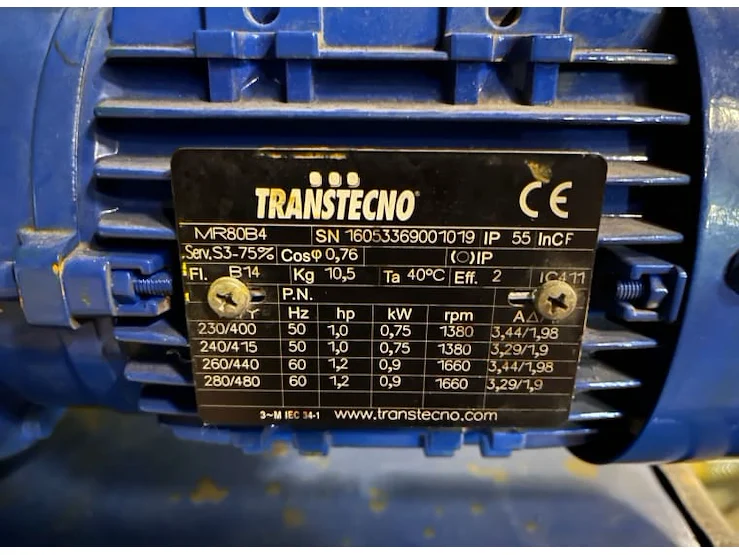 TRANSTECNO® CE
MR80B4 SN 16053369001019 IP 55 InCF
Serv.S3-75% Cosφ 0,76 (○)IP
Fl. B14 Kg 10,5 Ta 40°C Eff. 2 IC411
P.N.
Hz hp kW rpm A△
230/400 50 1,0 0,75 1380 3,44/1,98
240/415 50 1,0 0,75 1380 3,29/1,9
260/440 60 1,2 0,9 1660 3,44/1,98
280/480 60 1,2 0,9 1660 3,29/1,9
3~M IEC 34-1 www.transtecno.com